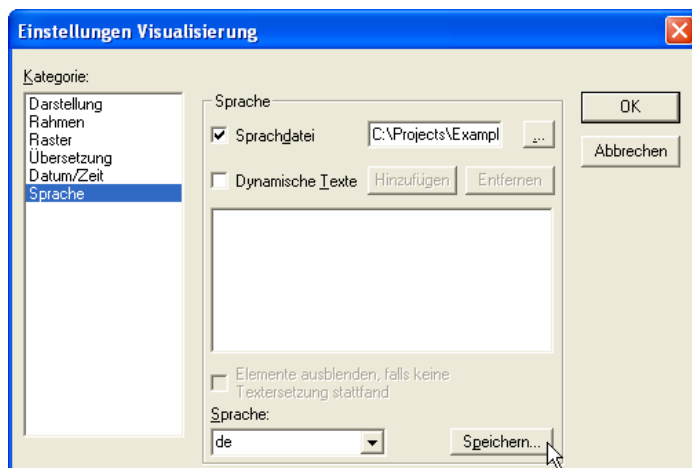 Einstellungen Visualisierung
Kategorie:
Darstellung
Rahmen
Raster
Übersetzung
Datum/Zeit
Sprache
Sprache
Sprachdatei C:\Projects\Exampl ...
Dynamische Texte Hinzufügen Entfernen
Elemente ausblenden, falls keine
Textersetzung stattfand
Sprache:
de Speichern...
OK
Abbrechen